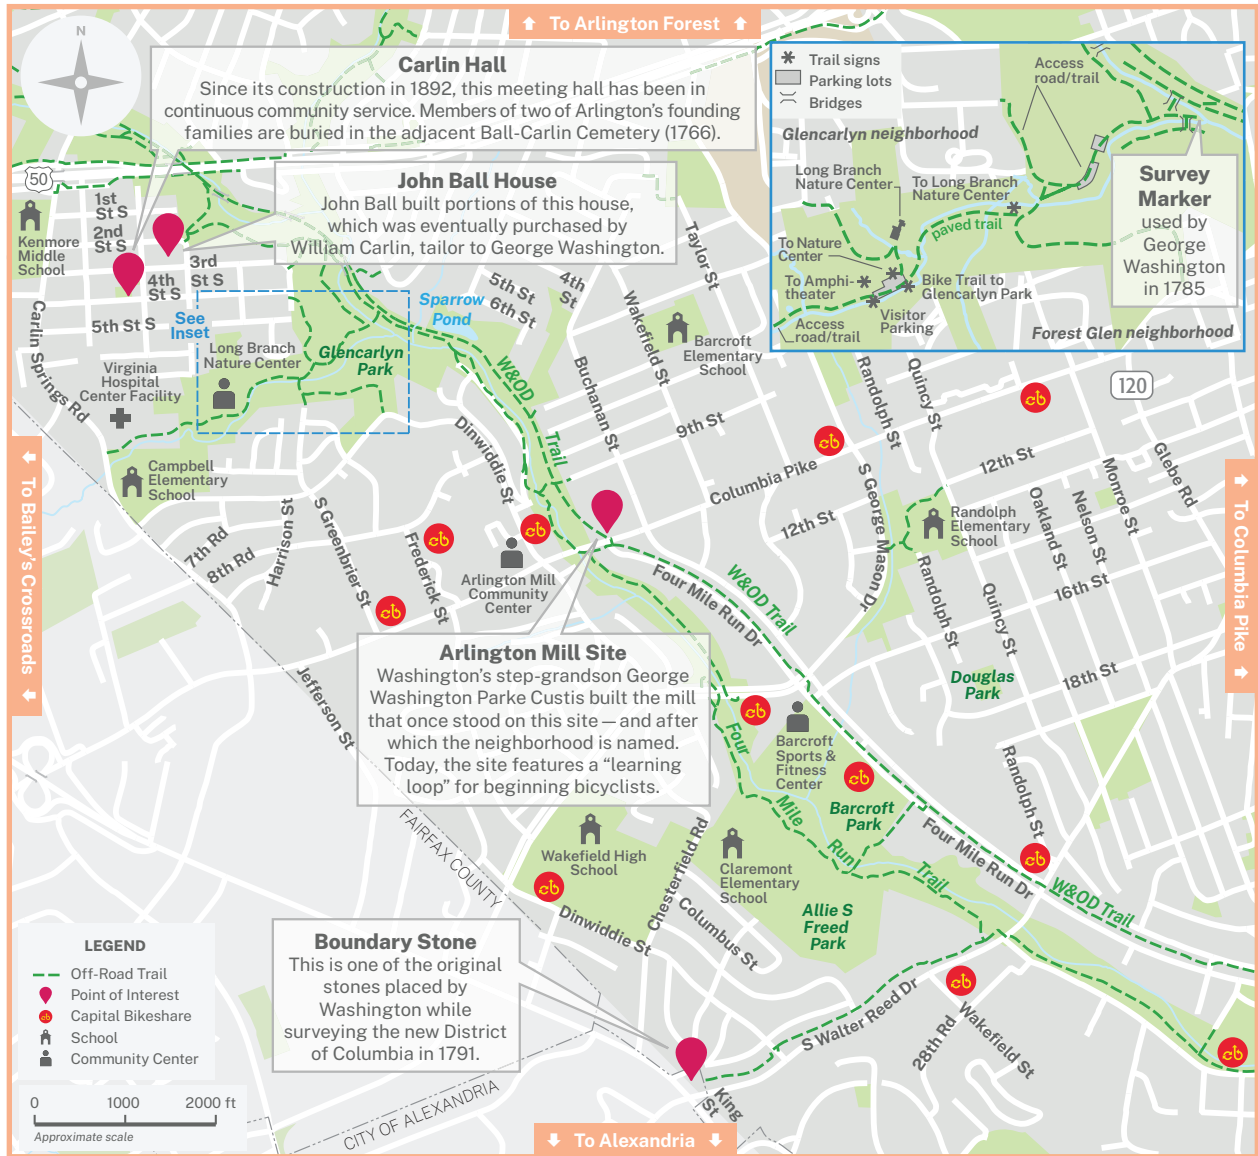 To Arlington Forest
N
Carlin Hall
Since its construction in 1892, this meeting hall has been in
continuous community service. Members of two of Arlington's founding
families are buried in the adjacent Ball-Carlin Cemetery (1766).
John Ball House
John Ball built portions of this house,
which was eventually purchased by
William Carlin, tailor to George Washington.
50
Kenmore
Middle
School
1st
St S
2nd
St S
3rd
St S
4th
St S
5th St S
See
Inset
Carlin Springs Rd
Virginia
Hospital
Center Facility
Long Branch
Nature Center
Glencarlyn
Park
Sparrow
Pond
5th St
6th St
4th
St
Taylor St
Wakefield St
Barcroft
Elementary
School
Buchanan St
W&OD
Trail
9th St
Columbia Pike
12th St
Dinwiddie St
Trail signs
Parking lots
Bridges
Access
road/trail
Glencarlyn neighborhood
Long Branch
Nature Center
To Long Branch
Nature Center
paved trail
To Nature
Center
To Amphi-
theater
Bike Trail to
Glencarlyn Park
Visitor
Parking
Access
road/trail
Forest Glen neighborhood
Survey
Marker
used by
George
Washington
in 1785
120
Randolph St
Quincy St
12th St
Glebe Rd
Monroe St
Nelson St
Oakland St
S George Mason Dr
Randolph
Elementary
School
Randolph St
Quincy St
16th St
18th St
Douglas
Park
Randolph St
To Bailey's Crossroads
To Columbia Pike
Campbell
Elementary
School
7th Rd
8th Rd
Harrison St
S Greenbrier St
Frederick St
Arlington Mill
Community
Center
Jefferson St
Four Mile Run Dr
W&OD Trail
Arlington Mill Site
Washington's step-grandson George
Washington Parke Custis built the mill
that once stood on this site—and after
which the neighborhood is named.
Today, the site features a “learning
loop” for beginning bicyclists.
Four
Mile
Run
Trail
Barcroft
Sports &
Fitness
Center
Barcroft
Park
Four Mile Run Dr
W&OD Trail
FAIRFAX COUNTY
Wakefield High
School
Chesterfield Rd
Claremont
Elementary
School
Allie S
Freed
Park
Dinwiddie St
Columbus St
Boundary Stone
This is one of the original
stones placed by
Washington while
surveying the new District
of Columbia in 1791.
S Walter Reed Dr
28th Rd
Wakefield St
King
St
CITY OF ALEXANDRIA
LEGEND
Off-Road Trail
Point of Interest
Capital Bikeshare
School
Community Center
0 1000 2000 ft
Approximate scale
To Alexandria